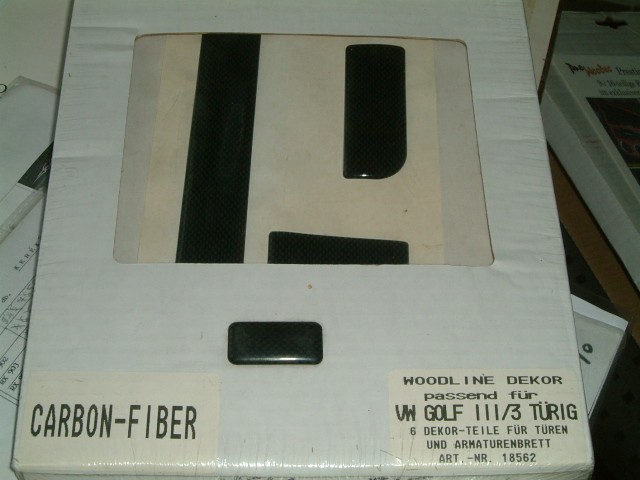 CARBON-FIBER
WOODLINE DEKOR
passend für
VW GOLF III/3 TÜRIG
6 DEKOR-TEILE FÜR TÜREN
UND ARMATURENBRETT
ART.-NR. 18562